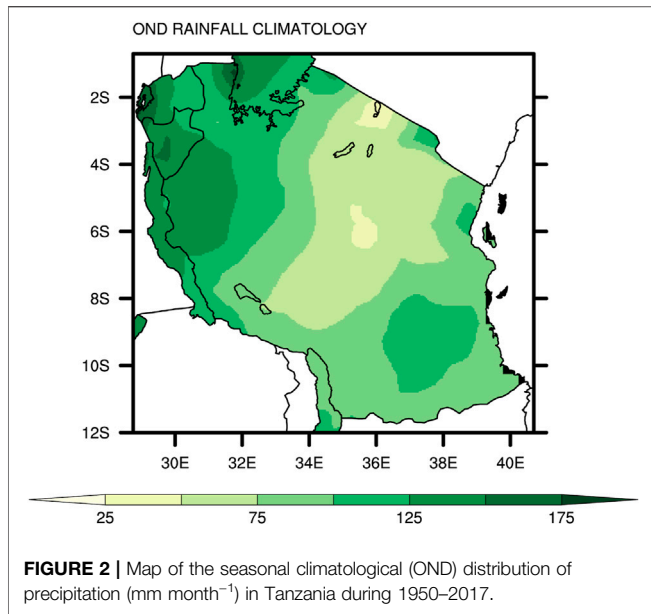 OND RAINFALL CLIMATOLOGY
2S
4S
6S
8S
10S
12S
30E 32E 34E 36E 38E 40E
25 75 125 175
FIGURE 2 | Map of the seasonal climatological (OND) distribution of
precipitation (mm month⁻¹) in Tanzania during 1950–2017.